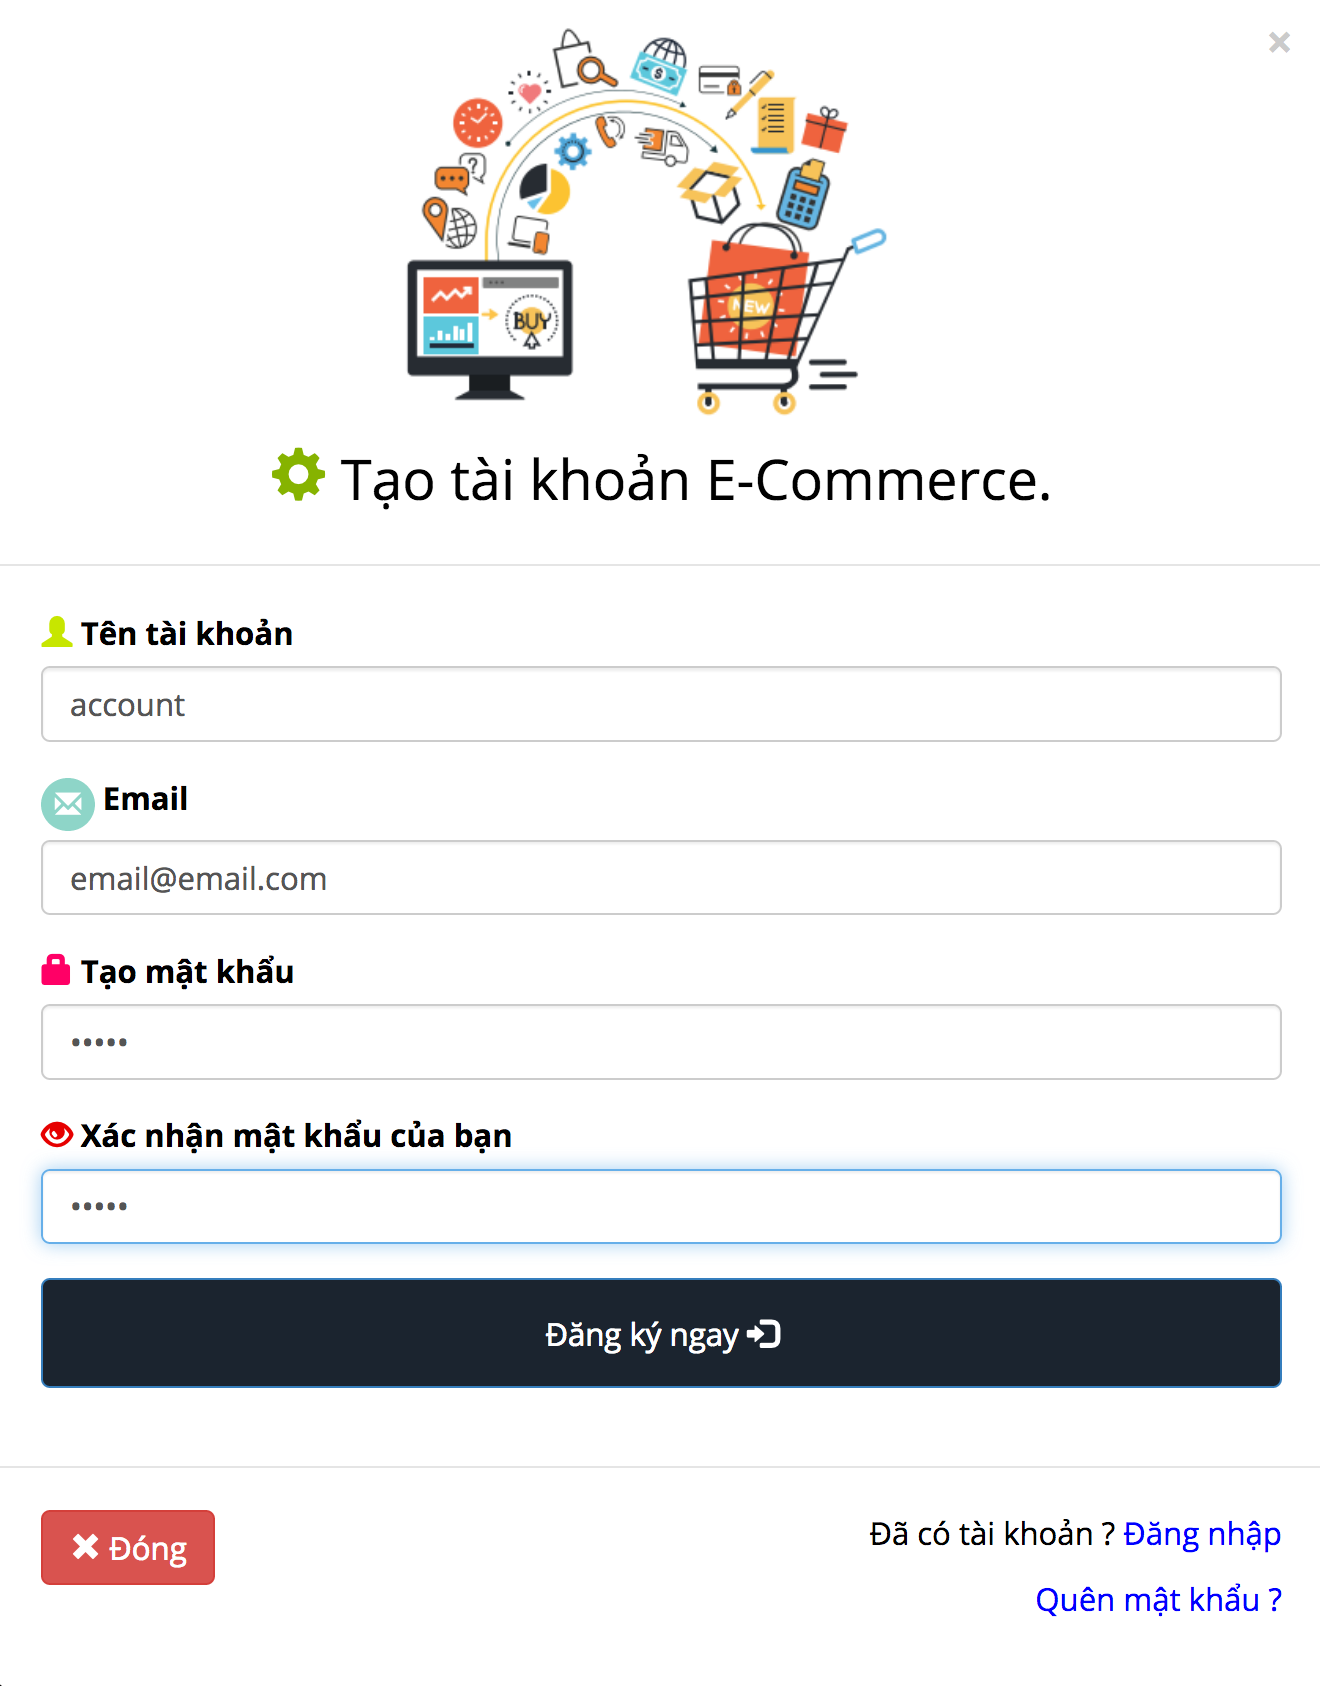 BUY
NEW
Tạo tài khoản E-Commerce.
Tên tài khoản
account
Email
email@email.com
Tạo mật khẩu
•••••
Xác nhận mật khẩu của bạn
•••••
Đăng ký ngay
Đóng
Đã có tài khoản ? Đăng nhập
Quên mật khẩu ?